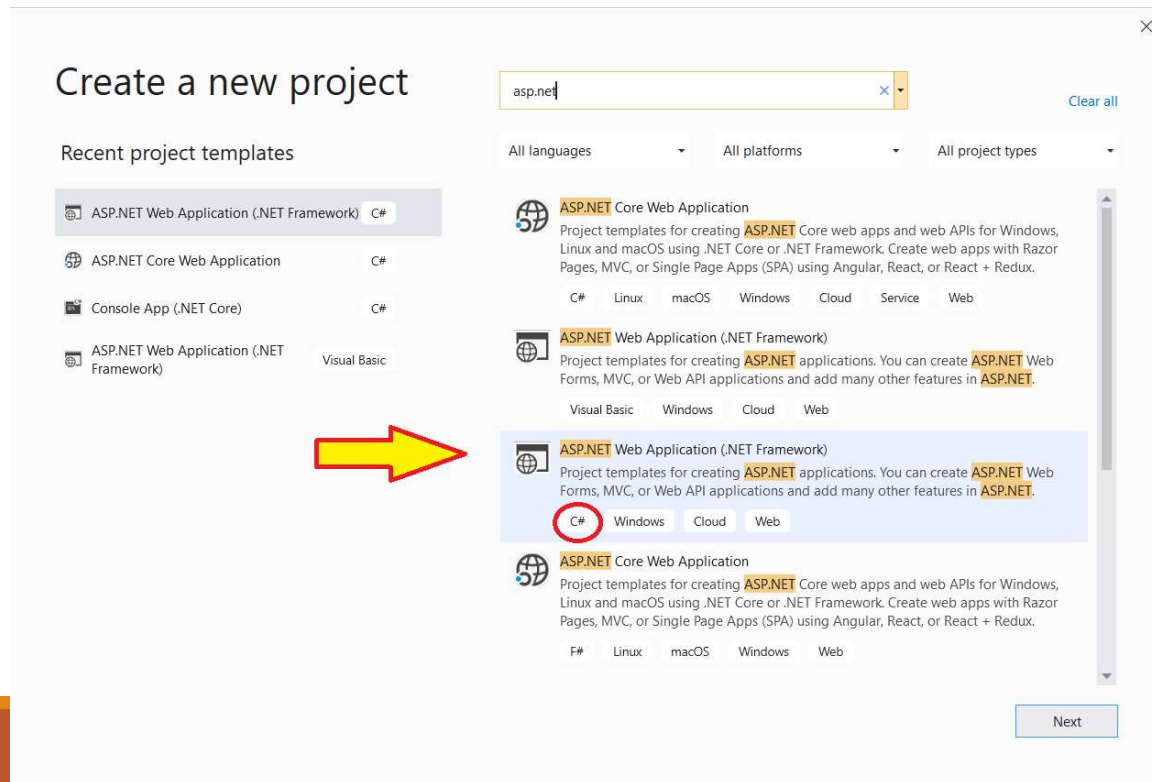 Create a new project
asp.net
Clear all
Recent project templates
All languages
All platforms
All project types
ASP.NET Web Application (.NET Framework) C#
ASP.NET Core Web Application C#
Console App (.NET Core) C#
ASP.NET Web Application (.NET
Framework)
Visual Basic
ASP.NET Core Web Application
Project templates for creating ASP.NET Core web apps and web APIs for Windows,
Linux and macOS using .NET Core or .NET Framework. Create web apps with Razor
Pages, MVC, or Single Page Apps (SPA) using Angular, React, or React + Redux.
C# Linux macOS Windows Cloud Service Web
ASP.NET Web Application (.NET Framework)
Project templates for creating ASP.NET applications. You can create ASP.NET Web
Forms, MVC, or Web API applications and add many other features in ASP.NET.
Visual Basic Windows Cloud Web
ASP.NET Web Application (.NET Framework)
Project templates for creating ASP.NET applications. You can create ASP.NET Web
Forms, MVC, or Web API applications and add many other features in ASP.NET.
C# Windows Cloud Web
ASP.NET Core Web Application
Project templates for creating ASP.NET Core web apps and web APIs for Windows,
Linux and macOS using .NET Core or .NET Framework. Create web apps with Razor
Pages, MVC, or Single Page Apps (SPA) using Angular, React, or React + Redux.
F# Linux macOS Windows Web
Next